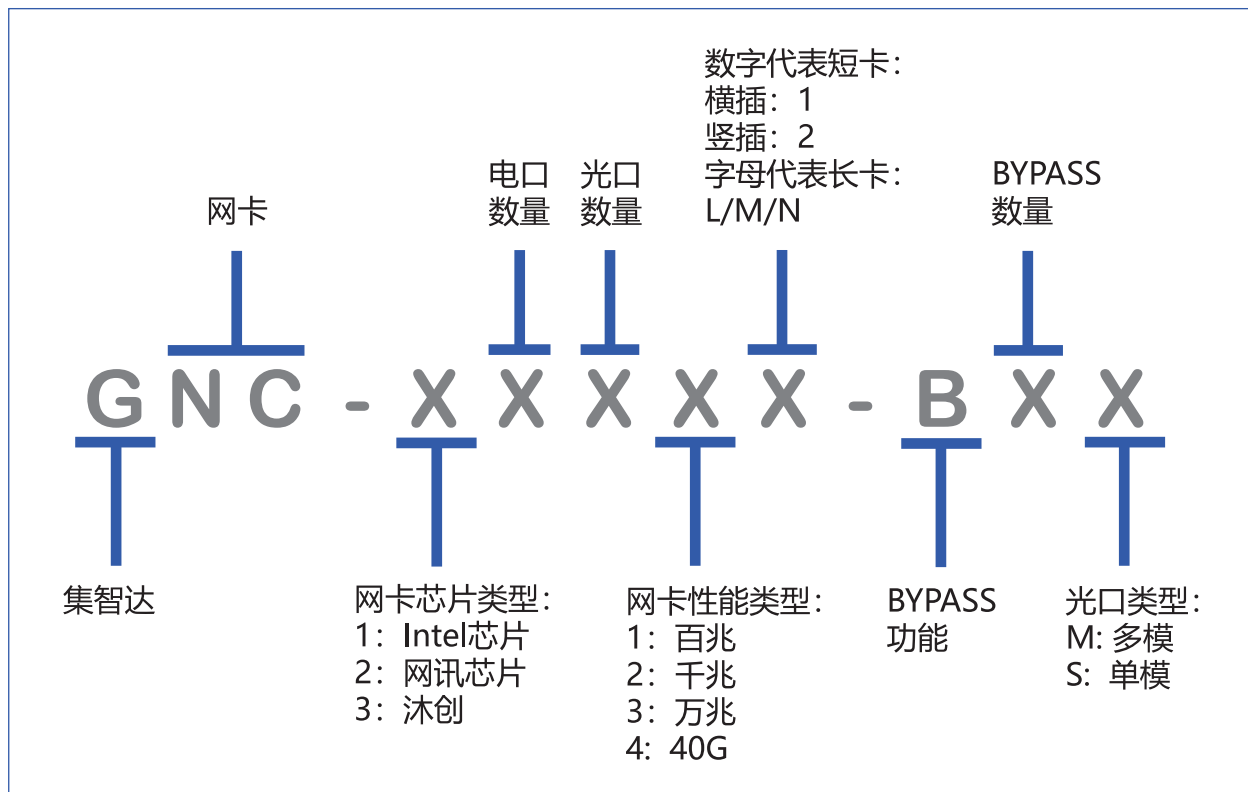 数字代表短卡：
横插：1
竖插：2
字母代表长卡：
L/M/N
电口
数量
光口
数量
BYPASS
数量
网卡
GNC-XXXXX-BXX
集智达
网卡芯片类型：
1：Intel芯片
2：网讯芯片
3：沐创
网卡性能类型：
1：百兆
2：千兆
3：万兆
4: 40G
BYPASS
功能
光口类型：
M: 多模
S: 单模